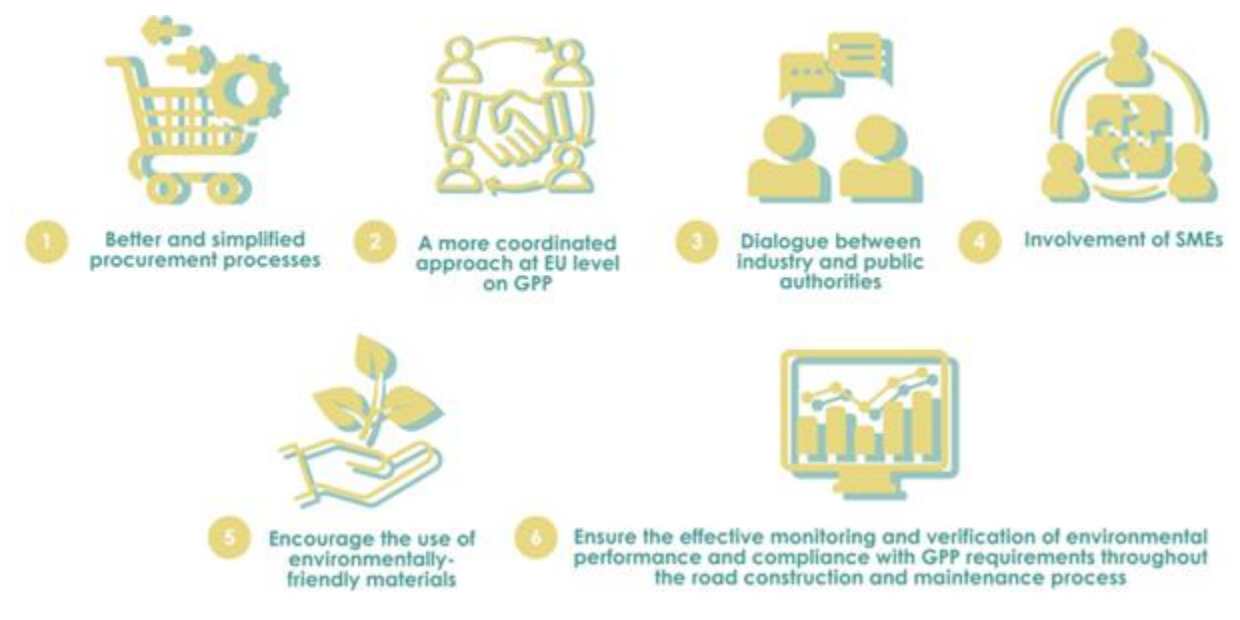 1
Better and simplified
procurement processes
2
A more coordinated
approach at EU level
on GPP
3
Dialogue between
industry and public
authorities
4
Involvement of SMEs
5
Encourage the use of
environmentally-
friendly materials
6
Ensure the effective monitoring and verification of environmental
performance and compliance with GPP requirements throughout
the road construction and maintenance process